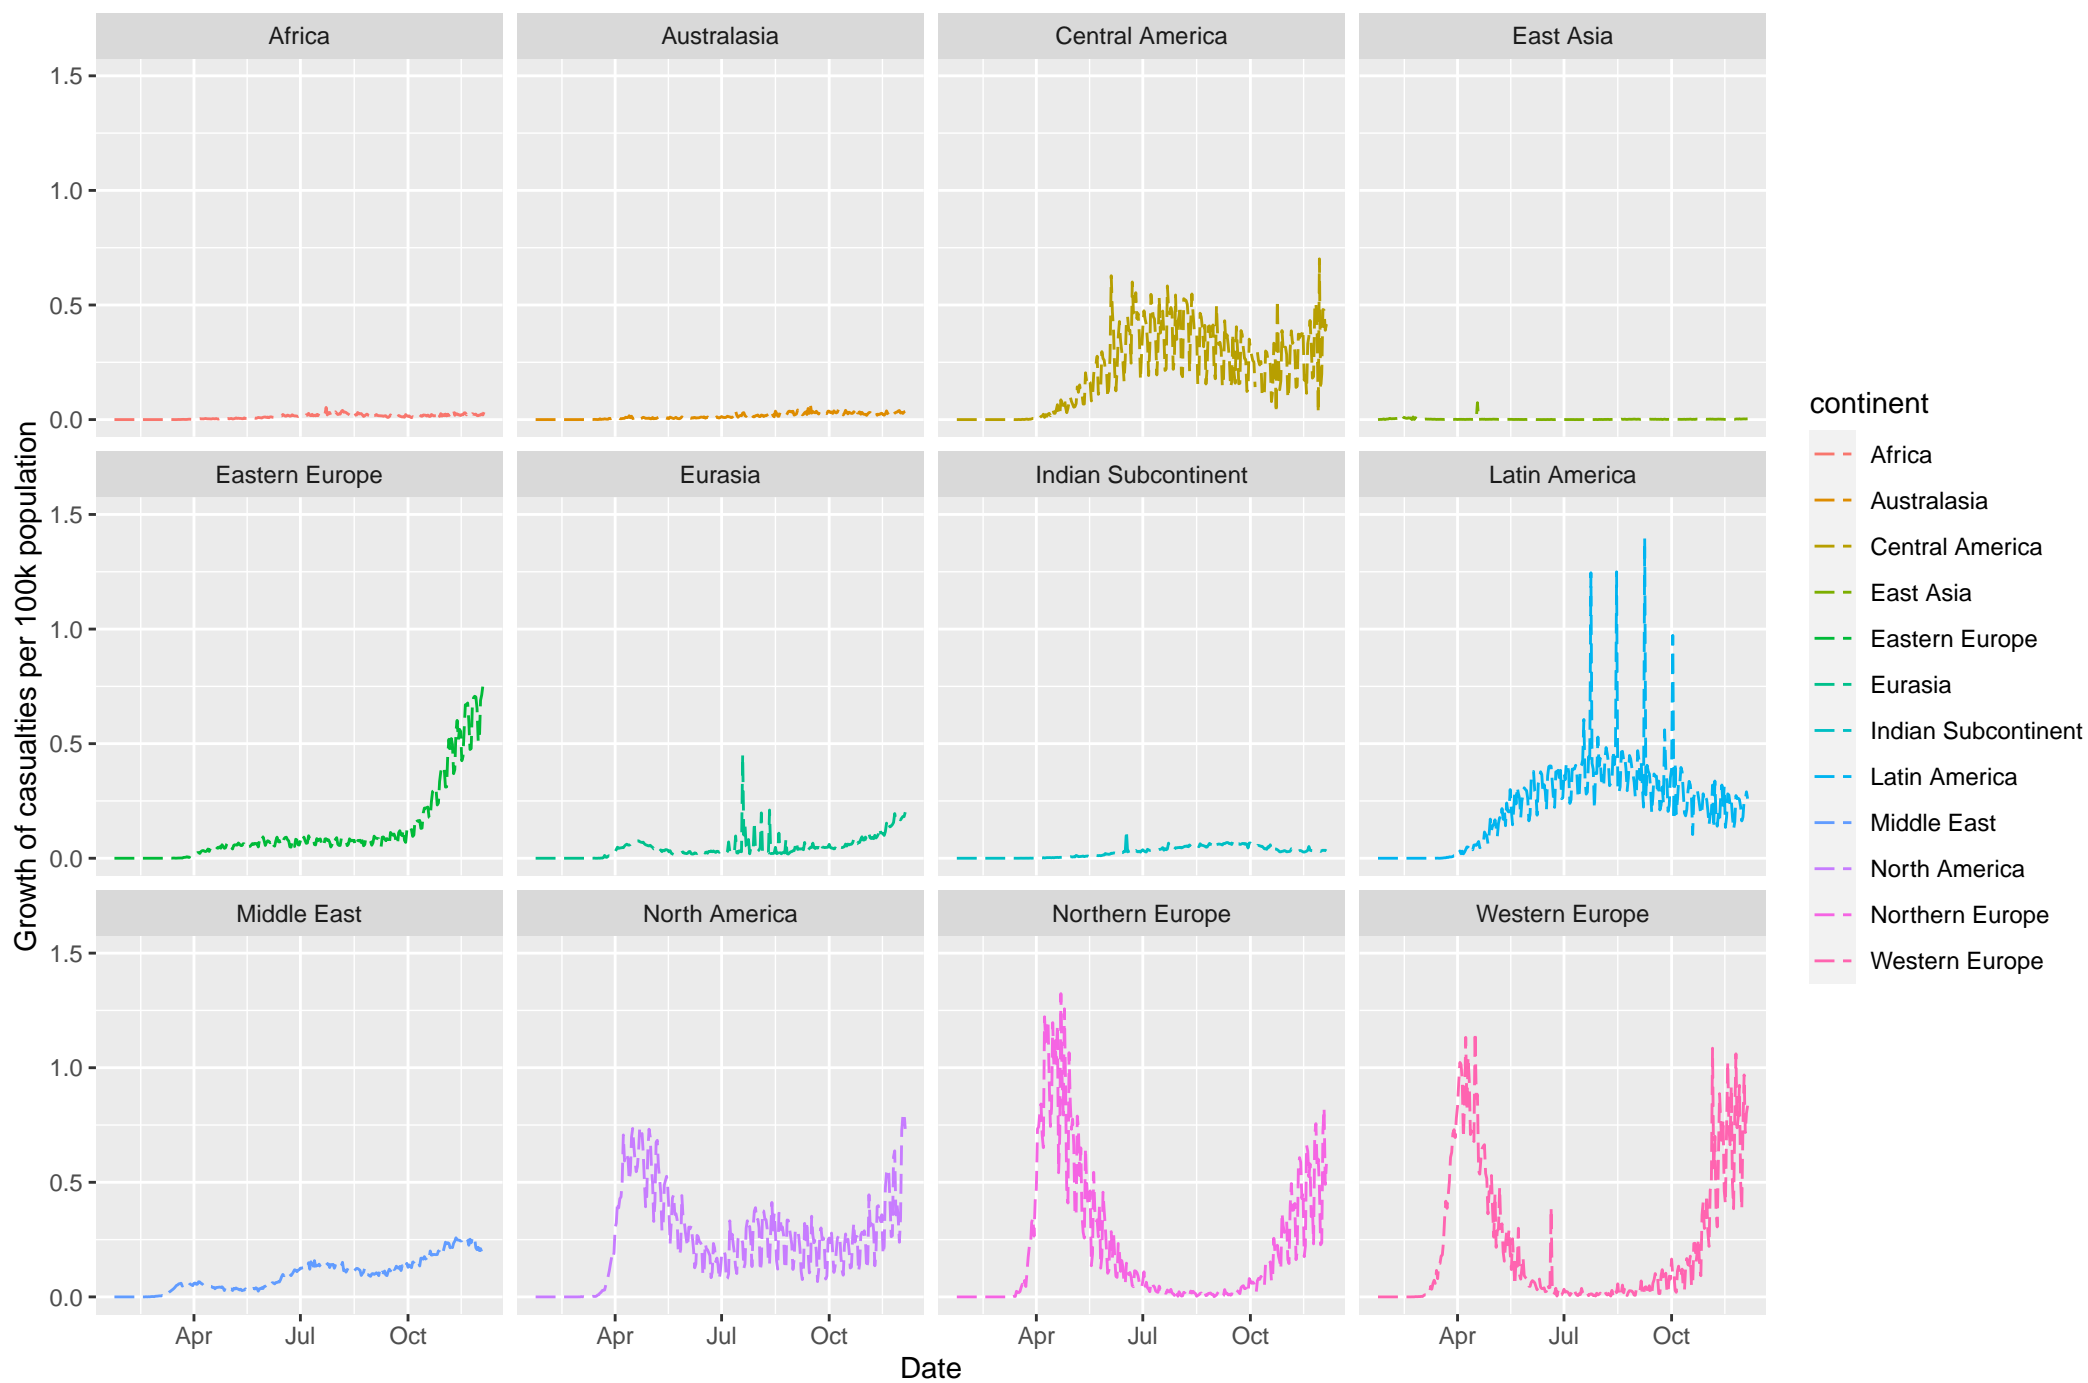 Africa
Australasia
Central America
East Asia
1.5
1.0
0.5
0.0
Eastern Europe
Eurasia
Indian Subcontinent
Latin America
1.5
1.0
0.5
0.0
Middle East
North America
Northern Europe
Western Europe
1.5
1.0
0.5
0.0
Apr Jul Oct
Apr Jul Oct
Apr Jul Oct
Apr Jul Oct
Date
Growth of casualties per 100k population
continent
Africa
Australasia
Central America
East Asia
Eastern Europe
Eurasia
Indian Subcontinent
Latin America
Middle East
North America
Northern Europe
Western Europe